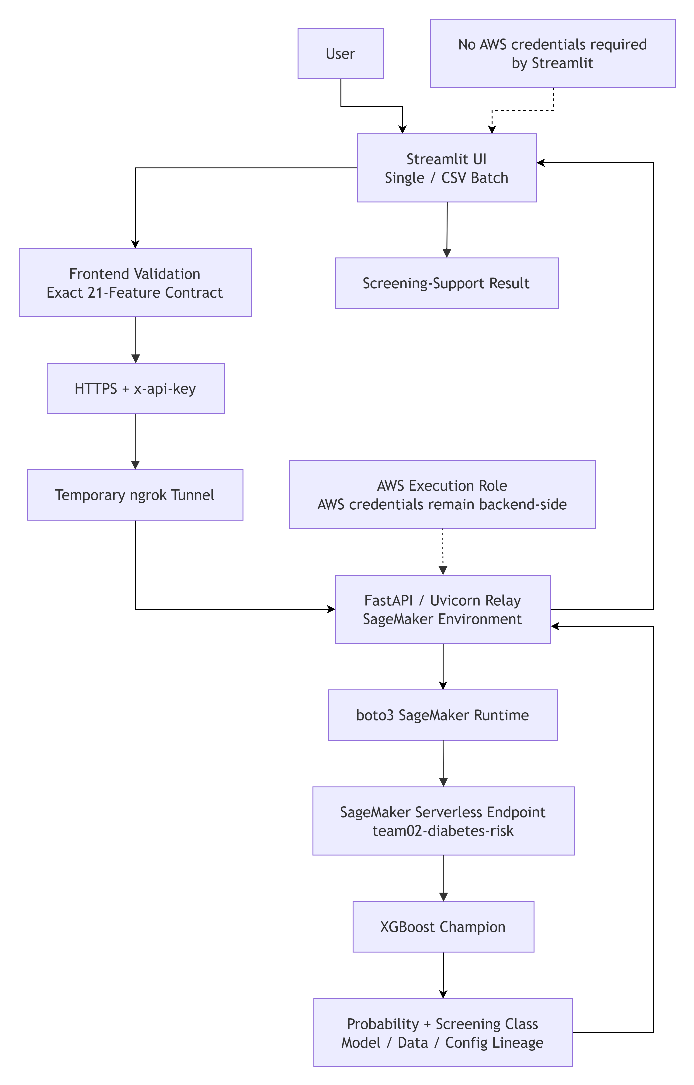 User
No AWS credentials required
by Streamlit
Streamlit UI
Single / CSV Batch
Frontend Validation
Exact 21-Feature Contract
Screening-Support Result
HTTPS + x-api-key
Temporary ngrok Tunnel
AWS Execution Role
AWS credentials remain backend-side
FastAPI / Uvicorn Relay
SageMaker Environment
boto3 SageMaker Runtime
SageMaker Serverless Endpoint
team02-diabetes-risk
XGBoost Champion
Probability + Screening Class
Model / Data / Config Lineage